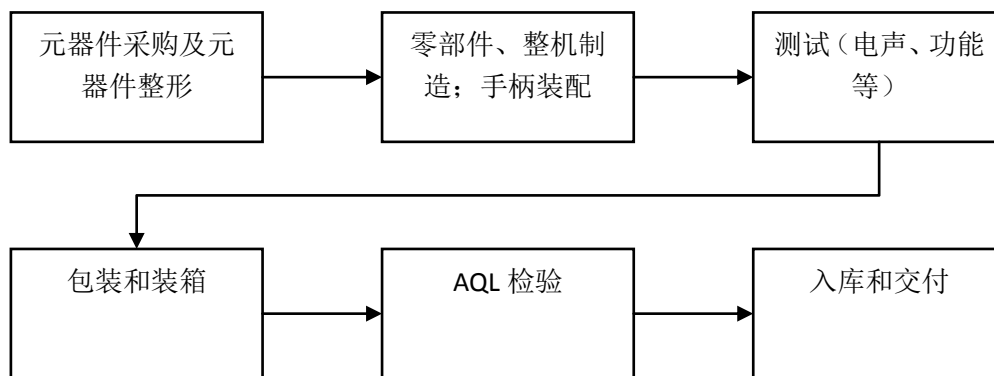 元器件采购及元
器件整形
零部件、整机制
造；手柄装配
测试（电声、功能
等）
包装和装箱
AQL 检验
入库和交付